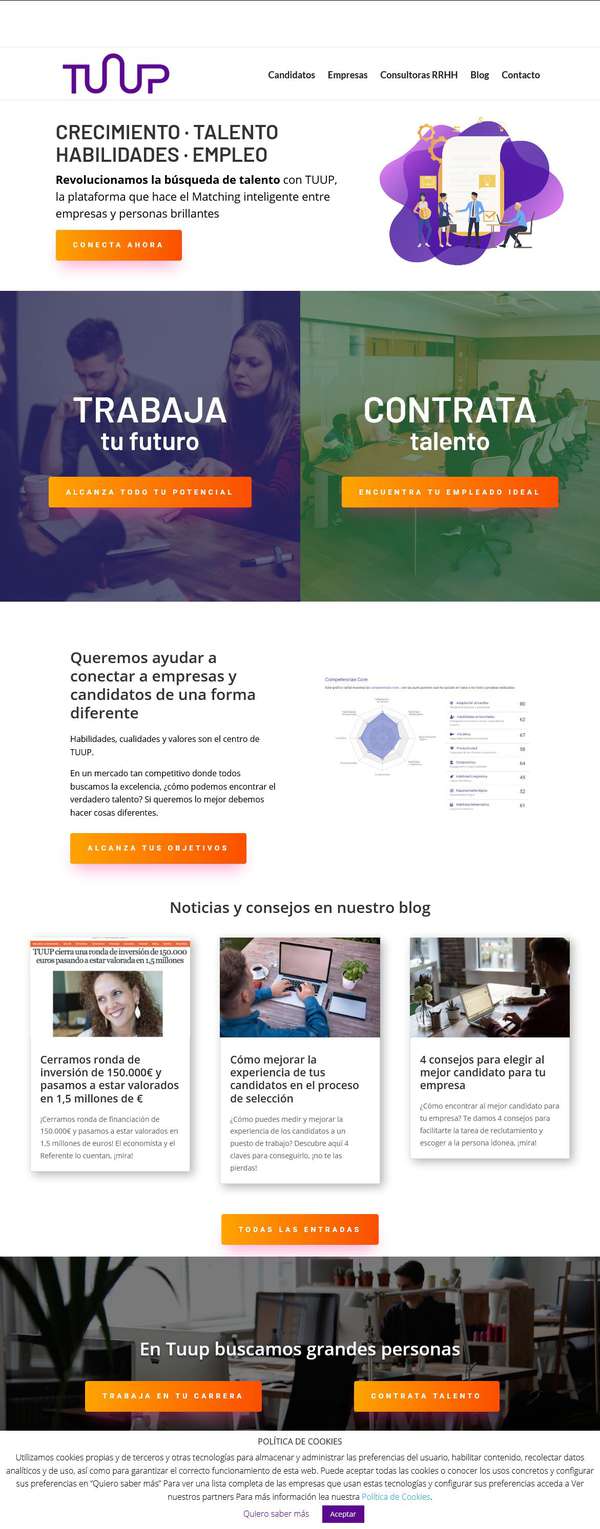 TUUP
Candidatos Empresas Consultoras RRHH Blog Contacto
CRECIMIENTO · TALENTO
HABILIDADES · EMPLEO
Revolucionamos la búsqueda de talento con TUUP,
la plataforma que hace el Matching inteligente entre
empresas y personas brillantes
CONECTA AHORA
TRABAJA
tu futuro
ALCANZA TODO TU POTENCIAL
CONTRATA
talento
ENCUENTRA TU EMPLEADO IDEAL
Queremos ayudar a
conectar a empresas y
candidatos de una forma
diferente
Habilidades, cualidades y valores son el centro de
TUUP.
En un mercado tan competitivo donde todos
buscamos la excelencia, ¿cómo podemos encontrar el
verdadero talento? Si queremos lo mejor debemos
hacer cosas diferentes.
ALCANZA TUS OBJETIVOS
Competencias Core
80
62
67
58
64
45
52
61
Noticias y consejos en nuestro blog
TUUP cierra una ronda de inversión de 150.000
euros pasando a estar valorada en 1,5 millones
Cerramos ronda de
inversión de 150.000€ y
pasamos a estar valorados
en 1,5 millones de €
¡Cerramos ronda de financiación de
150.000€ y pasamos a estar valorados en
1,5 millones de euros! El economista y el
Referente lo cuentan, ¡mira!
Cómo mejorar la
experiencia de tus
candidatos en el proceso
de selección
¿Cómo puedes medir y mejorar la
experiencia de los candidatos a un
puesto de trabajo? Descubre aquí 4
claves para conseguirlo, ¡no te las
pierdas!
4 consejos para elegir al
mejor candidato para tu
empresa
¿Cómo encontrar al mejor candidato para
tu empresa? Te damos 4 consejos para
facilitarte la tarea de reclutamiento y
escoger a la persona idonea, ¡mira!
TODAS LAS ENTRADAS
En Tuup buscamos grandes personas
TRABAJA EN TU CARRERA
CONTRATA TALENTO
POLÍTICA DE COOKIES
Utilizamos cookies propias y de terceros y otras tecnologías para almacenar y administrar las preferencias del usuario, habilitar contenido, recolectar datos
analíticos y de uso, así como para garantizar el correcto funcionamiento de esta web. Puede aceptar todas las cookies o conocer los usos concretos y configurar
sus preferencias en "Quiero saber más" Para ver una lista completa de las empresas que usan estas tecnologías y configurar sus preferencias acceda a Ver
nuestros partners Para más información lea nuestra Política de Cookies.
Quiero saber más Aceptar